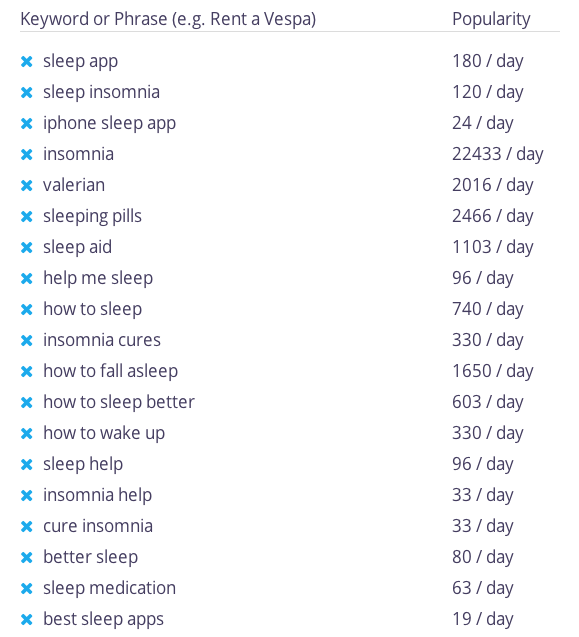 Keyword or Phrase (e.g. Rent a Vespa) Popularity
sleep app 180 / day
sleep insomnia 120 / day
iphone sleep app 24 / day
insomnia 22433 / day
valerian 2016 / day
sleeping pills 2466 / day
sleep aid 1103 / day
help me sleep 96 / day
how to sleep 740 / day
insomnia cures 330 / day
how to fall asleep 1650 / day
how to sleep better 603 / day
how to wake up 330 / day
sleep help 96 / day
insomnia help 33 / day
cure insomnia 33 / day
better sleep 80 / day
sleep medication 63 / day
best sleep apps 19 / day